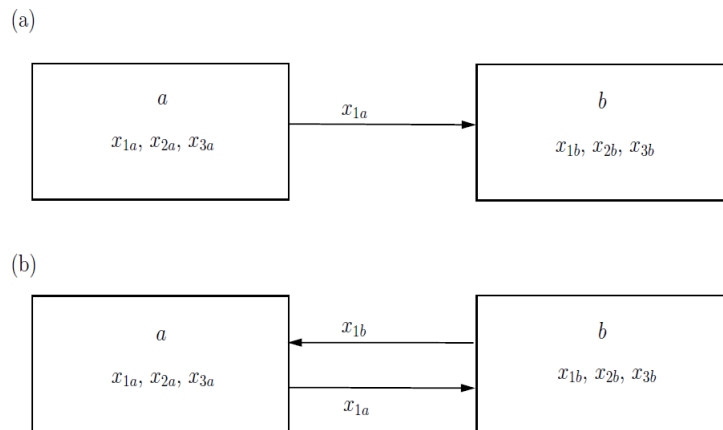 (a)
a
x1a, x2a, x3a
x1a
b
x1b, x2b, x3b
(b)
a
x1a, x2a, x3a
x1b
x1a
b
x1b, x2b, x3b